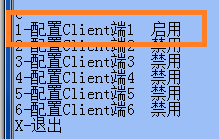 1-配置Client端1 启用
2-配置Client端2 禁用
3-配置Client端3 禁用
4-配置Client端4 禁用
5-配置Client端5 禁用
6-配置Client端6 禁用
X-退出